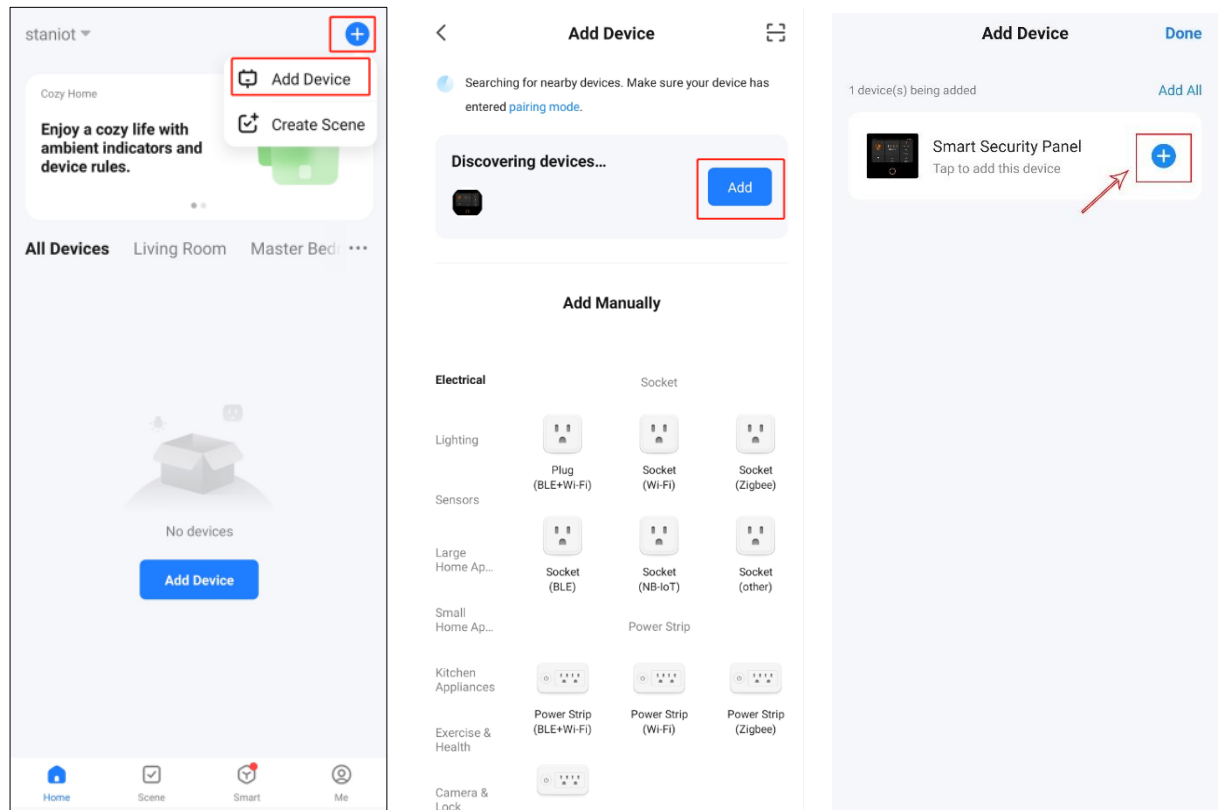 staniot
Add Device
Create Scene
Cozy Home
Enjoy a cozy life with
ambient indicators and
device rules.
All Devices
Living Room
Master Bed
No devices
Add Device
Home
Scene
Smart
Me
Add Device
Searching for nearby devices. Make sure your device has
entered pairing mode.
Discovering devices...
Add
Add Manually
Electrical
Lighting
Sensors
Large
Home Ap...
Small
Home Ap...
Kitchen
Appliances
Exercise &
Health
Camera &
Lock
Socket
Plug
(BLE+Wi-Fi)
Socket
(Wi-Fi)
Socket
(Zigbee)
Socket
(BLE)
Socket
(NB-IoT)
Socket
(other)
Power Strip
Power Strip
(BLE+Wi-Fi)
Power Strip
(Wi-Fi)
Power Strip
(Zigbee)
Add Device
Done
1 device(s) being added
Add All
Smart Security Panel
Tap to add this device